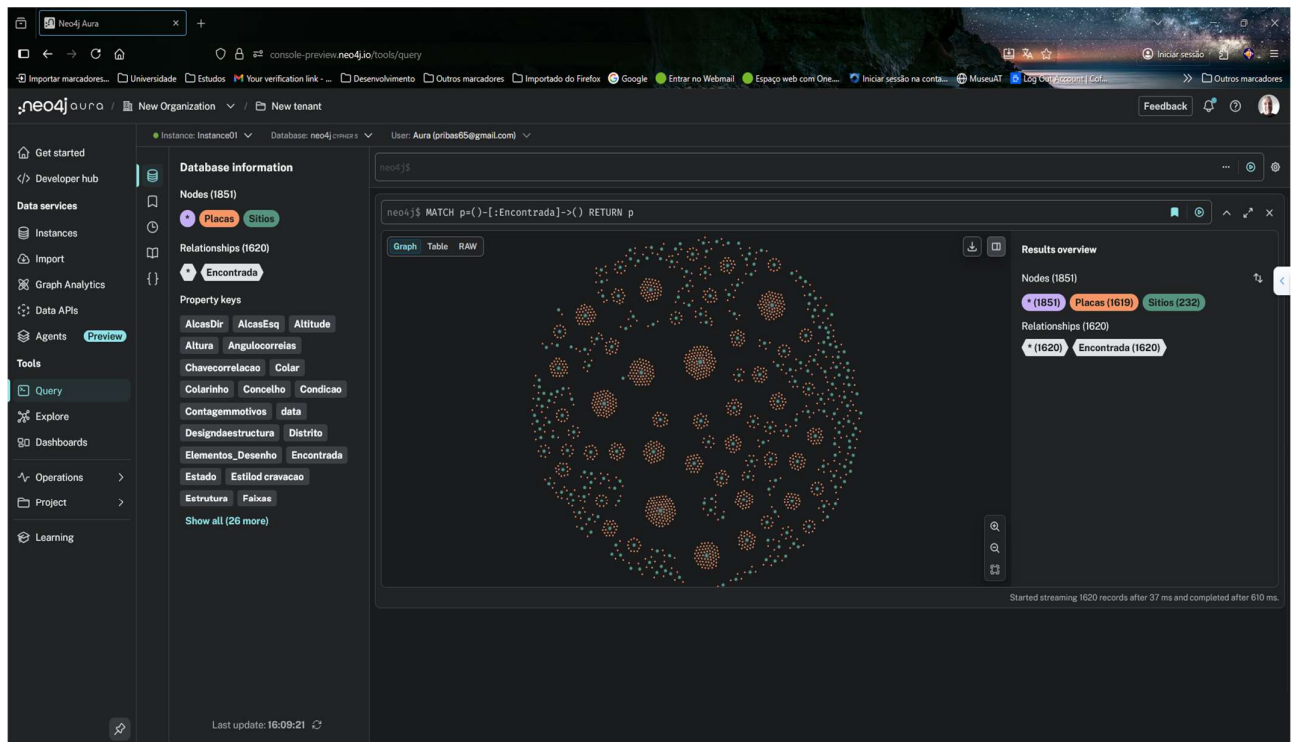 Neo4j Aura
console-preview.neo4j.io/tools/query
Iniciar sessão
Importar marcadores...
Universidade
Estudos
Your verification link - ...
Desenvolvimento
Outros marcadores
Importado do Firefox
Google
Entrar no Webmail
Espaço web com One....
Iniciar sessão na conta...
MuseuAT
Log Out Account | Cof...
Outros marcadores
neo4j aura / New Organization / New tenant
Feedback
Instance: Instance01
Database: neo4j CYPHER 5
User: Aura (pribas65@gmail.com)
Get started
Developer hub
Data services
Instances
Import
Graph Analytics
Data APIs
Agents Preview
Tools
Query
Explore
Dashboards
Operations
Project
Learning
Database information
Nodes (1851)
* Placas Sitios
Relationships (1620)
* Encontrada
Property keys
AlcasDir AlcasEsq Altitude
Altura Angulocorreias
Chavecorrelacao Colar
Colarinho Concelho Condicao
Contagemmotivos data
Designdaestructura Distrito
Elementos_Desenho Encontrada
Estado Estilod cravacao
Estrutura Faixas
Show all (26 more)
Last update: 16:09:21
neo4j$
neo4j$ MATCH p=()-[:Encontrada]->() RETURN p
Graph Table RAW
Results overview
Nodes (1851)
* (1851) Placas (1619) Sitios (232)
Relationships (1620)
* (1620) Encontrada (1620)
Started streaming 1620 records after 37 ms and completed after 610 ms.